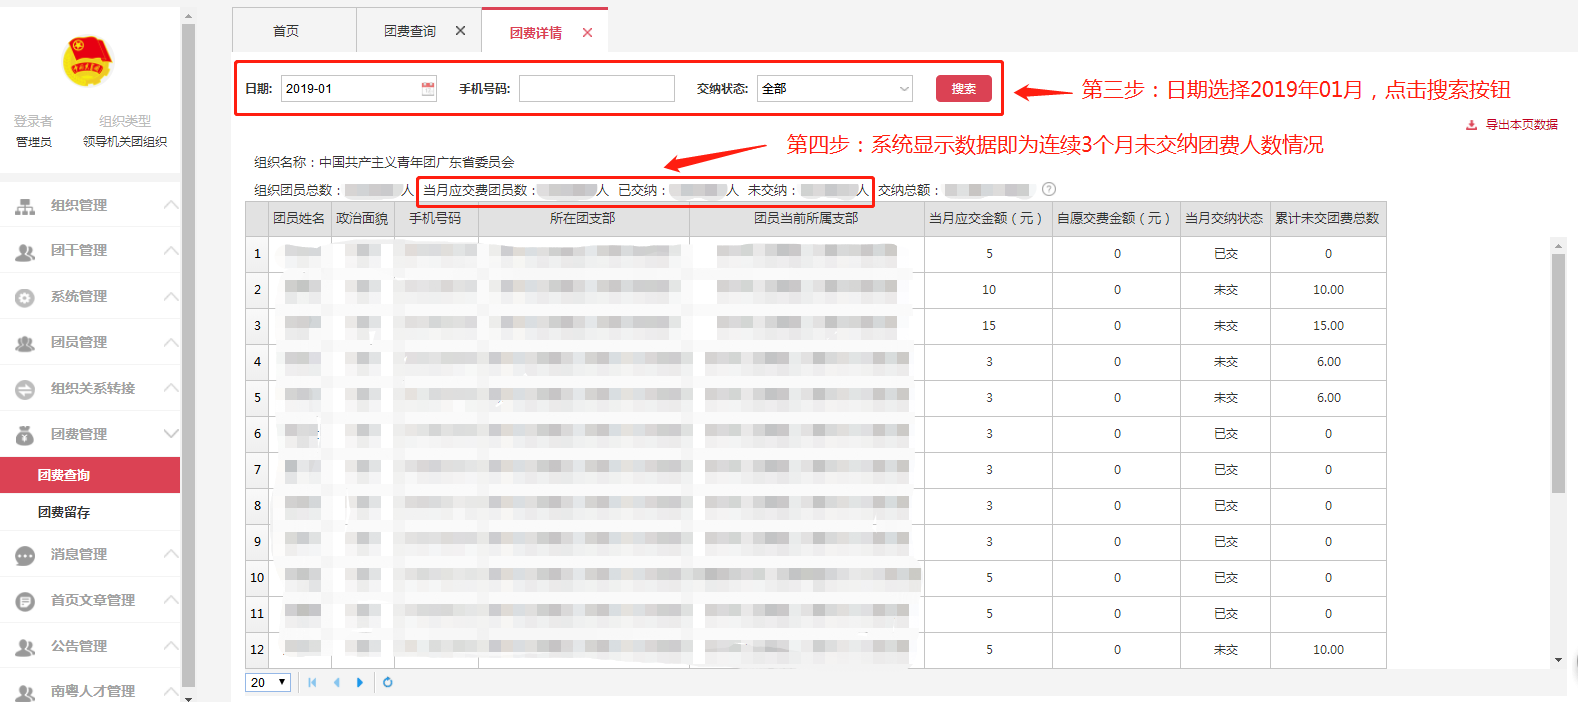 首页
团费查询
团费详情
日期:
2019-01
手机号码:
交纳状态:
全部
搜索
第三步：日期选择2019年01月，点击搜索按钮
导出本页数据
第四步：系统显示数据即为连续3个月未交纳团费人数情况
登录者
组织类型
管理员
领导机关团组织
组织名称：中国共产主义青年团广东省委员会
组织团员总数：
人
当月应交费团员数：
人
已交纳：
人
未交纳：
人
交纳总额：
组织管理
团干管理
系统管理
团员管理
组织关系转接
团费管理
团费查询
团费留存
消息管理
首页文章管理
公告管理
南粤人才管理
团员姓名 政治面貌 手机号码 所在团支部 团员当前所属支部 当月应交金额（元） 自愿交费金额（元） 当月交纳状态 累计未交团费总数
1 5 0 已交 0
2 10 0 未交 10.00
3 15 0 未交 15.00
4 3 0 未交 6.00
5 3 0 未交 6.00
6 3 0 已交 0
7 3 0 已交 0
8 3 0 已交 0
9 3 0 已交 0
10 5 0 已交 0
11 5 0 已交 0
12 5 0 未交 10.00
20